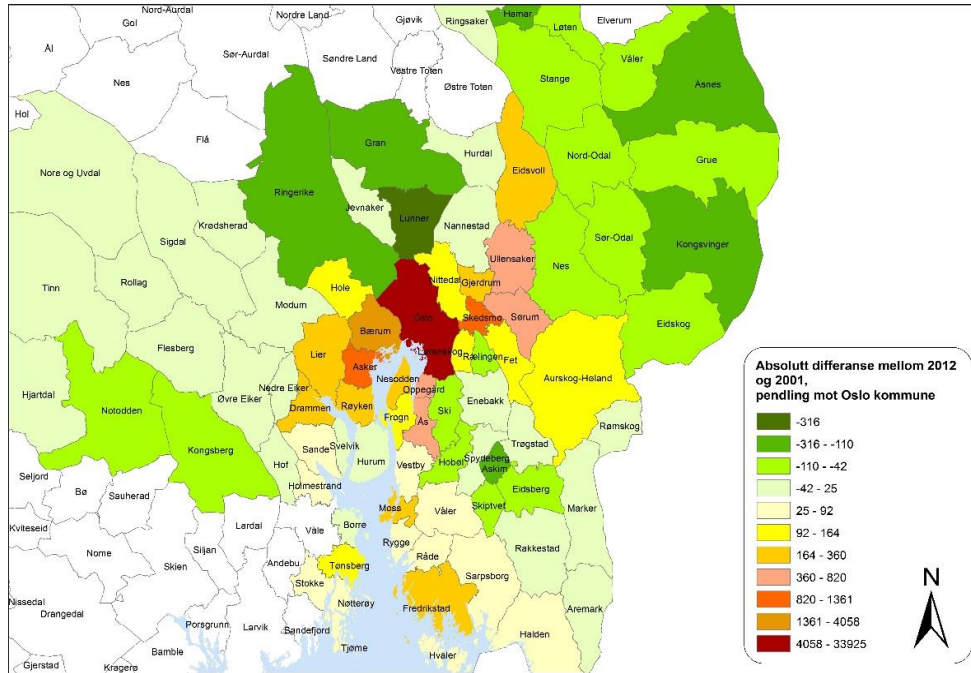 Nord-Aurdal
Nordre Land
Gjøvik
Ringsaker
Hamar
Løten
Elverum
Gol
Ål
Sør-Aurdal
Søndre Land
Vestre Toten
Østre Toten
Stange
Våler
Åsnes
Nes
Hol
Flå
Gran
Hurdal
Eidsvoll
Nord-Odal
Grue
Nore og Uvdal
Ringerike
Jevnaker
Lunner
Nannestad
Krødsherad
Sigdal
Sør-Odal
Kongsvinger
Ullensaker
Nes
Tinn
Rollag
Hole
Nittedal
Gjerdrum
Modum
Oslo
Skedsmo
Sørum
Eidskog
Bærum
Flesberg
Lier
Lørenskog
Rælingen
Fet
Asker
Nesodden
Aurskog-Høland
Hjartdal
Nedre Eiker
Øvre Eiker
Oppegård
Notodden
Drammen
Røyken
Ski
Enebakk
Frogn
Ås
Rømskog
Kongsberg
Svelvik
Trøgstad
Sande
Hof
Hurum
Vestby
Hobøl
Spydeberg
Askim
Seljord
Holmestrand
Eidsberg
Bø
Sauherad
Moss
Våler
Skiptvet
Marker
Kviteseid
Lardal
Våle
Borre
Nome
Siljan
Rygge
Råde
Rakkestad
Andebu
Tønsberg
Skien
Sarpsborg
Stokke
Aremark
Nissedal
Drangedal
Nøtterøy
Fredrikstad
Porsgrunn
Larvik
Sandefjord
Halden
Bamble
Tjøme
Hvaler
Gjerstad
Kragerø
Absolutt differanse mellom 2012
og 2001,
pendling mot Oslo kommune
-316
-316 - -110
-110 - -42
-42 - 25
25 - 92
92 - 164
164 - 360
360 - 820
820 - 1361
1361 - 4058
4058 - 33925
N